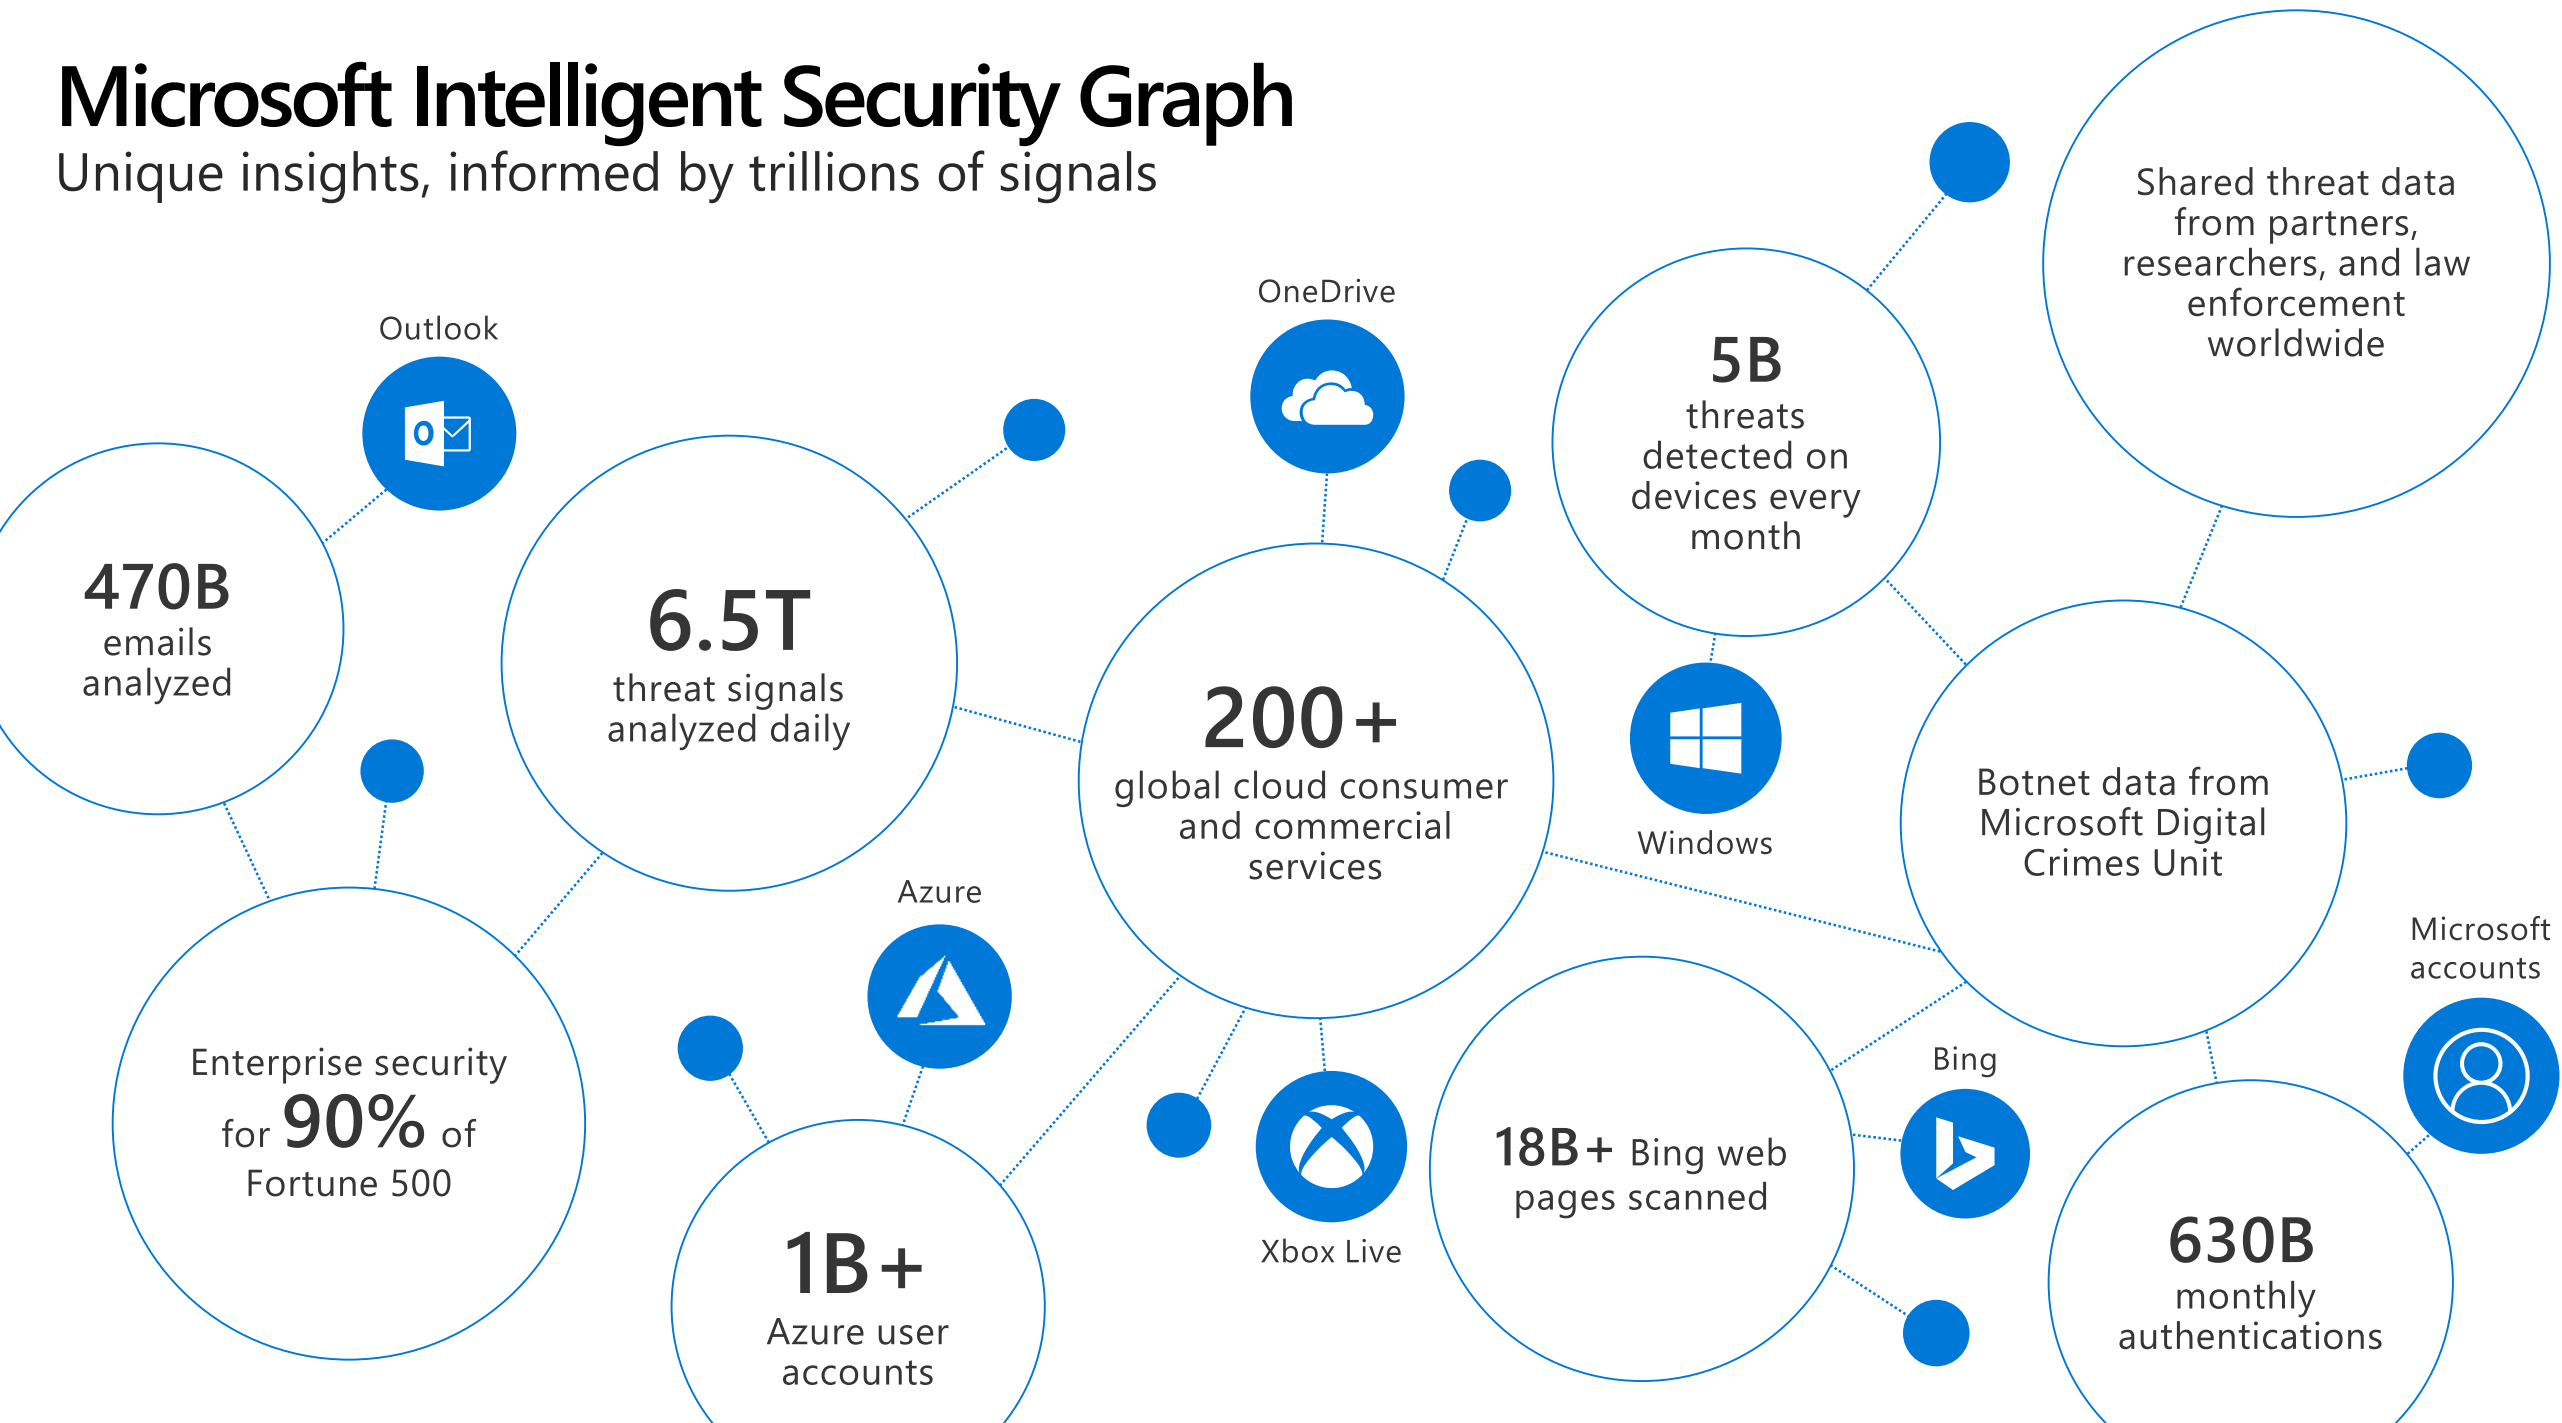 Microsoft Intelligent Security Graph
Unique insights, informed by trillions of signals
Outlook
470B
emails
analyzed
6.5T
threat signals
analyzed daily
OneDrive
200+
global cloud consumer
and commercial
services
5B
threats
detected on
devices every
month
Shared threat data
from partners,
researchers, and law
enforcement
worldwide
Windows
Botnet data from
Microsoft Digital
Crimes Unit
Enterprise security
for 90% of
Fortune 500
Azure
1B+
Azure user
accounts
Xbox Live
18B+ Bing web
pages scanned
Bing
Microsoft
accounts
630B
monthly
authentications